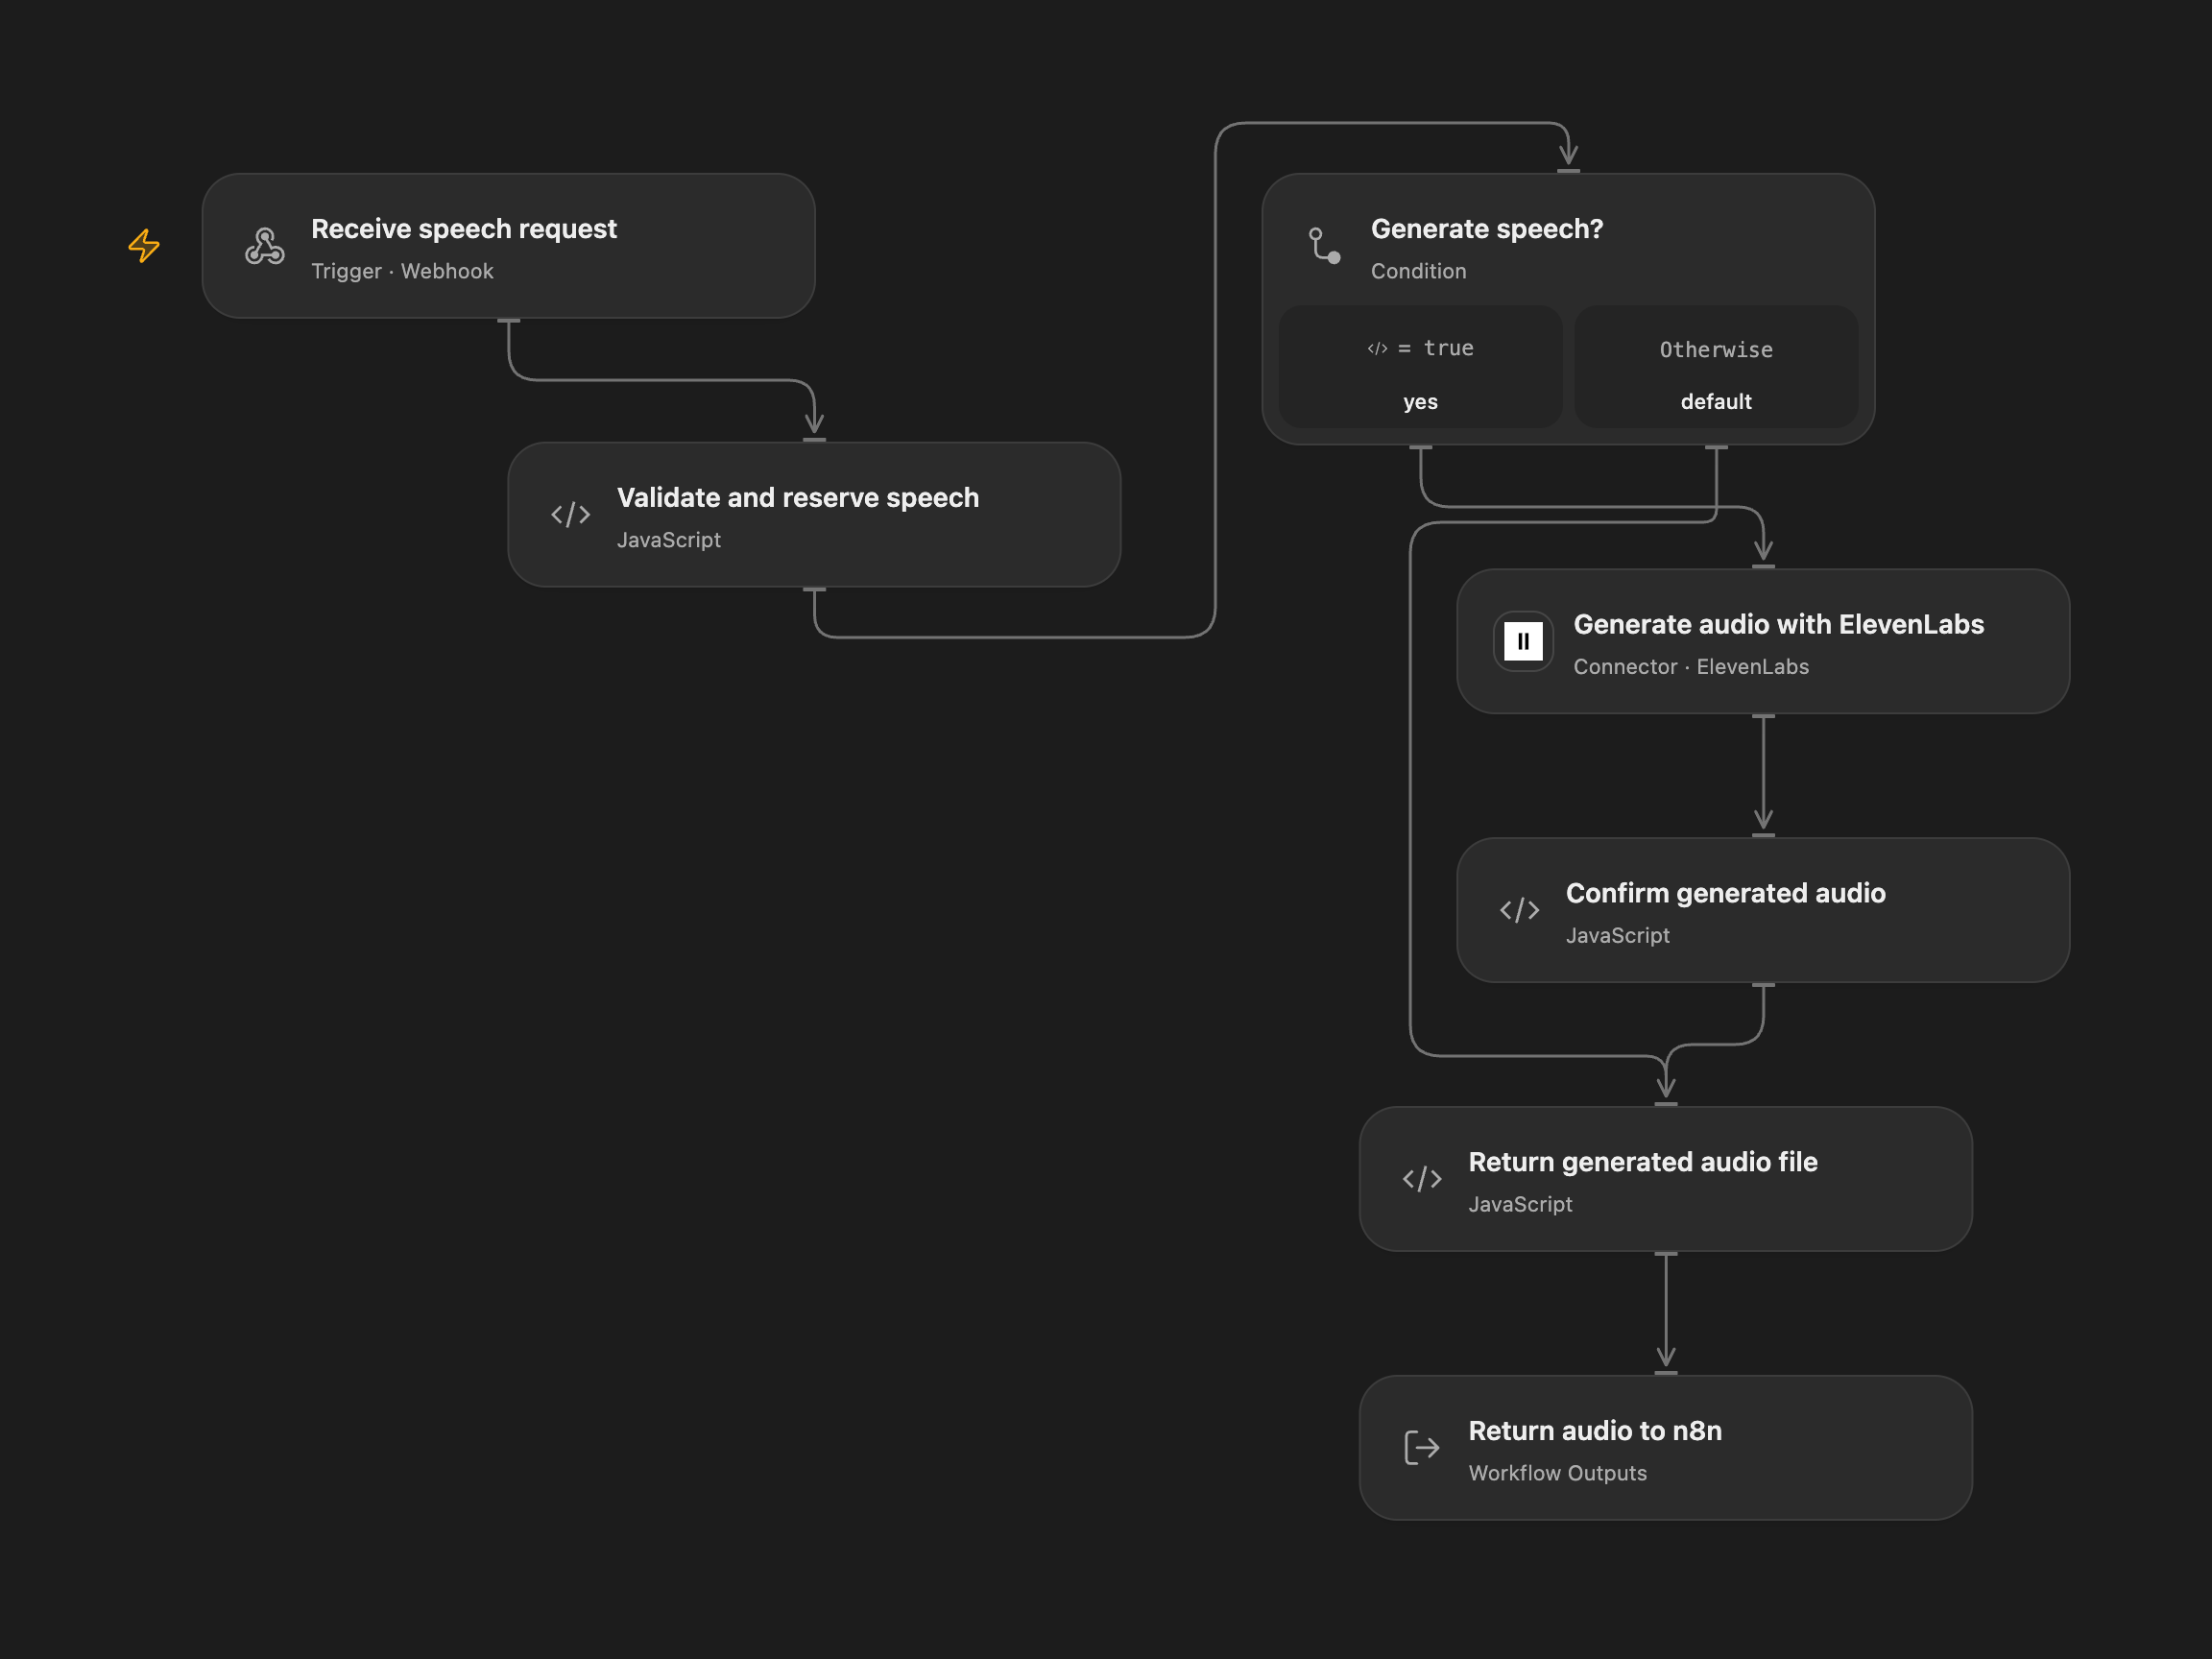 Receive speech request
Trigger · Webhook
Validate and reserve speech
JavaScript
Generate speech?
Condition
</> = true
yes
Otherwise
default
Generate audio with ElevenLabs
Connector · ElevenLabs
Confirm generated audio
JavaScript
Return generated audio file
JavaScript
Return audio to n8n
Workflow Outputs